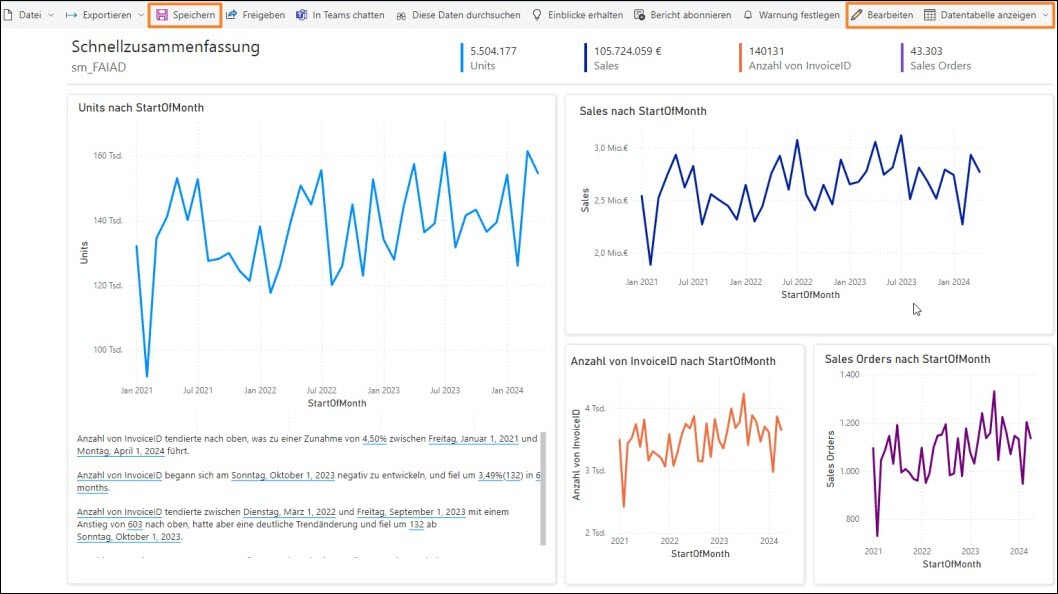 Datei Exportieren Speichern Freigeben In Teams chatten Diese Daten durchsuchen Einblicke erhalten Bericht abonnieren Warnung festlegen Bearbeiten Datentabelle anzeigen
Schnellzusammenfassung
sm_FAIAD
5.504.177
Units
105.724.059 €
Sales
140131
Anzahl von InvoiceID
43.303
Sales Orders
Units nach StartOfMonth
160 Tsd.
140 Tsd.
120 Tsd.
100 Tsd.
Units
Jan 2021 Jul 2021 Jan 2022 Jul 2022 Jan 2023 Jul 2023 Jan 2024
StartOfMonth
Anzahl von InvoiceID tendierte nach oben, was zu einer Zunahme von 4,50% zwischen Freitag, Januar 1, 2021 und
Montag, April 1, 2024 führt.
Anzahl von InvoiceID begann sich am Sonntag, Oktober 1, 2023 negativ zu entwickeln, und fiel um 3,49%(132) in 6
months.
Anzahl von InvoiceID tendierte zwischen Dienstag, März 1, 2022 und Freitag, September 1, 2023 mit einem
Anstieg von 603 nach oben, hatte aber eine deutliche Trendänderung und fiel um 132 ab
Sonntag, Oktober 1, 2023.
Sales nach StartOfMonth
3,0 Mio.€
2,5 Mio.€
2,0 Mio.€
Sales
Jan 2021 Jul 2021 Jan 2022 Jul 2022 Jan 2023 Jul 2023 Jan 2024
StartOfMonth
Anzahl von InvoiceID nach StartOfMonth
4 Tsd.
3 Tsd.
2 Tsd.
Anzahl von InvoiceID
2021 2022 2023 2024
StartOfMonth
Sales Orders nach StartOfMonth
1.400
1.200
1.000
800
Sales Orders
2021 2022 2023 2024
StartOfMonth